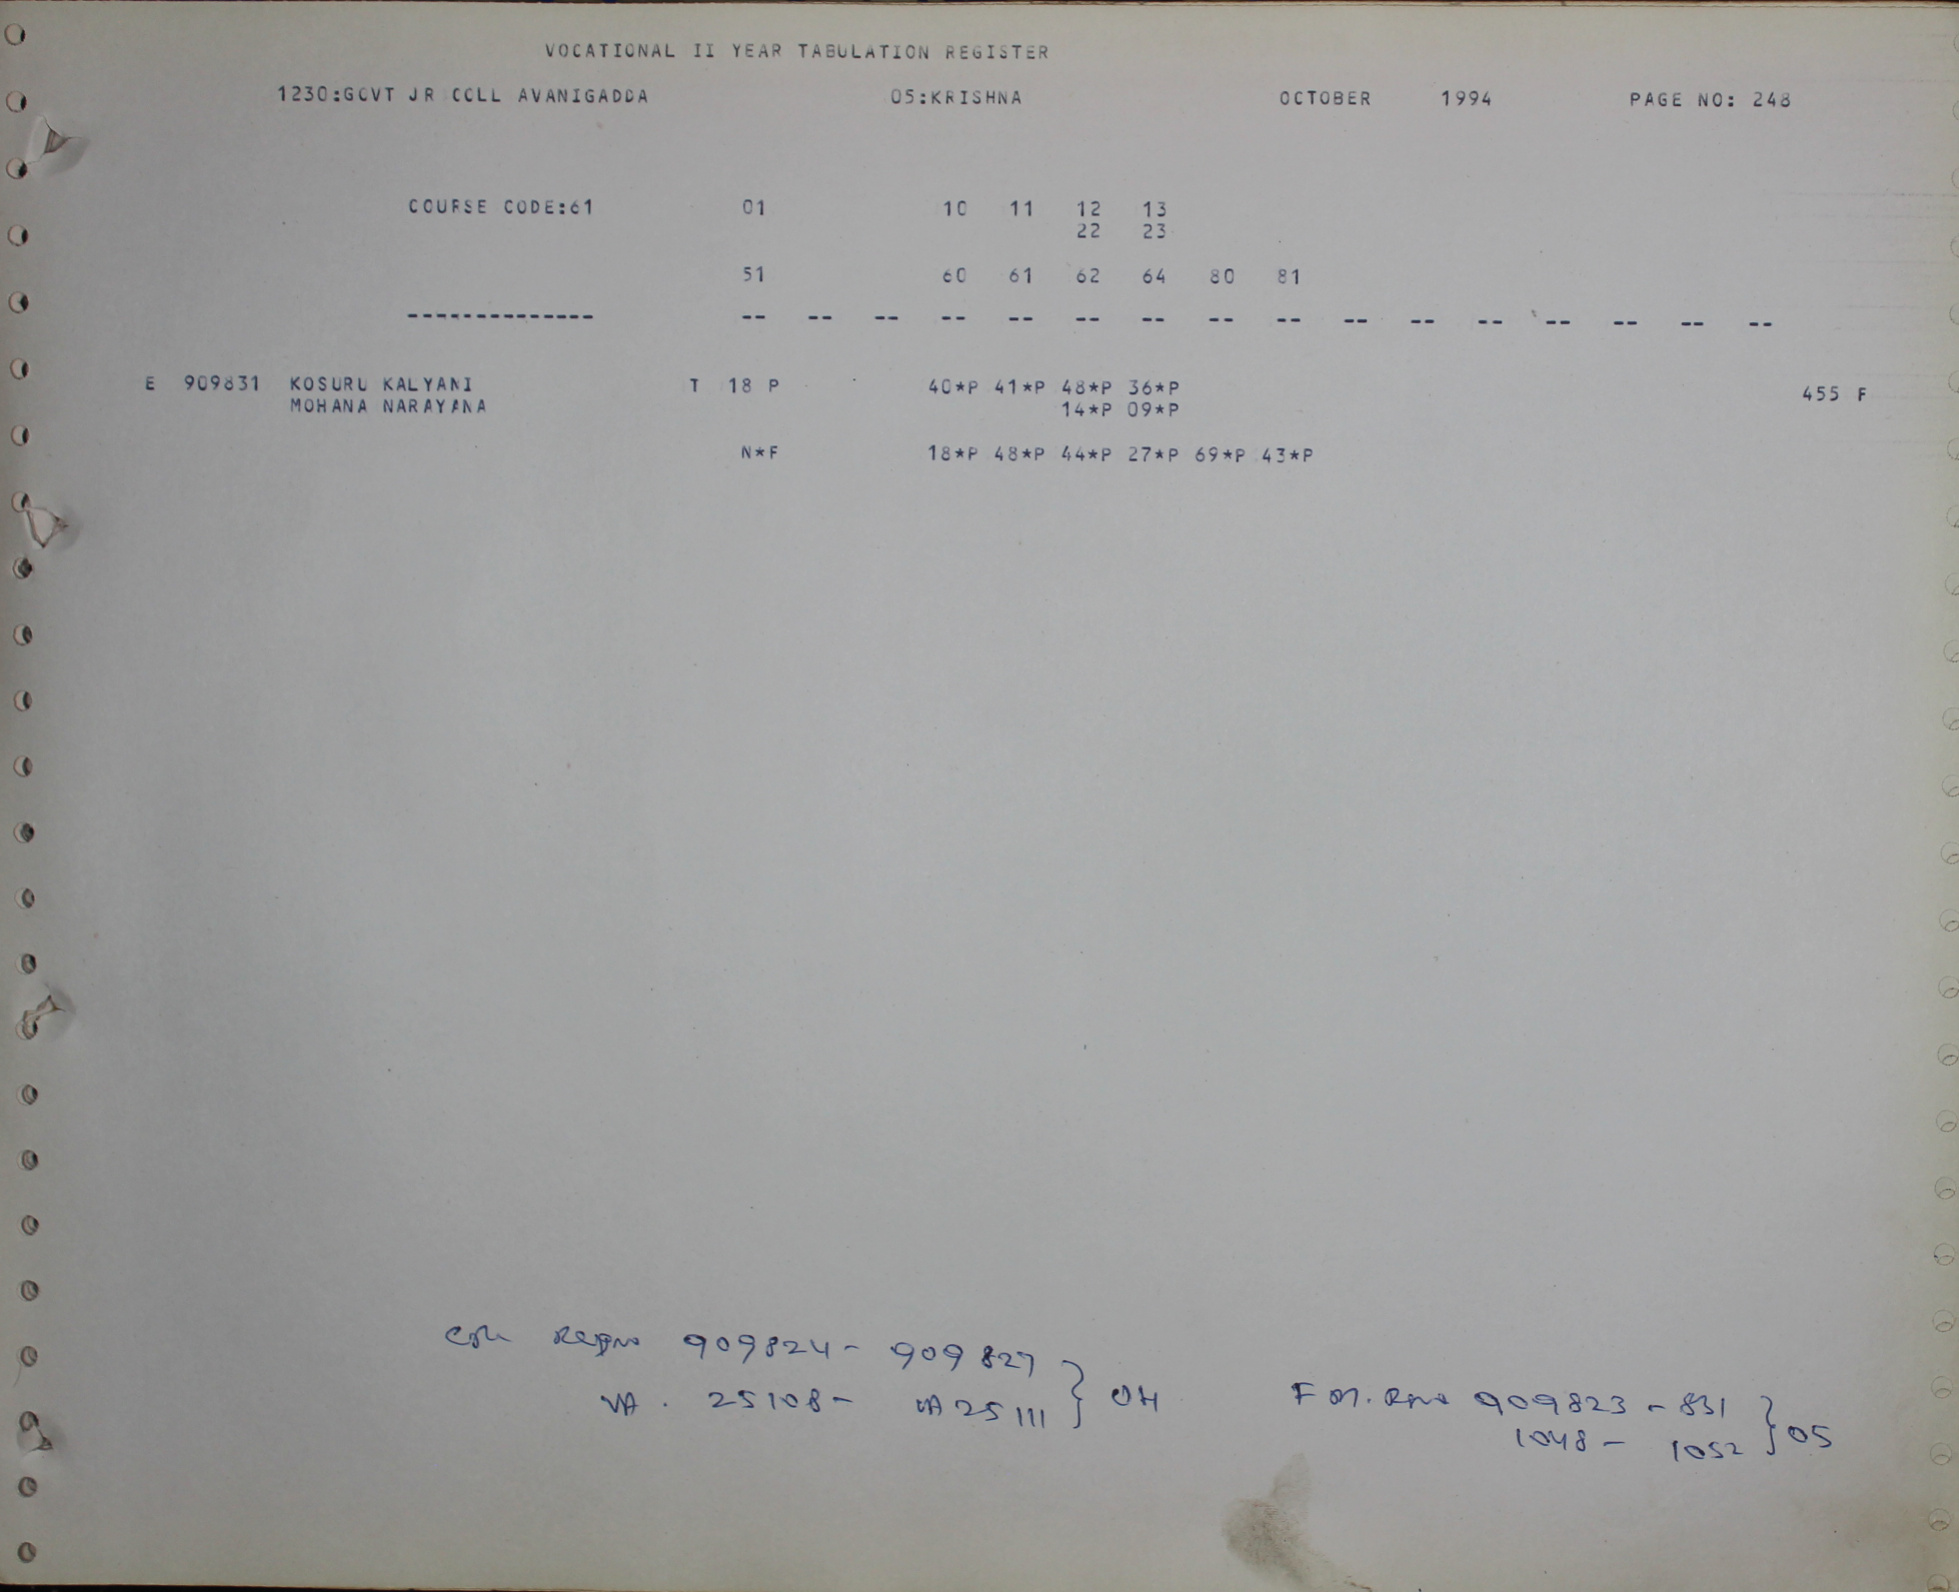 VOCATIONAL II YEAR TABULATION REGISTER
1230:GOVT JR COLL AVANIGADDA 05:KRISHNA OCTOBER 1994 PAGE NO: 248
COURSE CODE:61 01 10 11 12 13
22 23
51 60 61 62 64 80 81
-------------- -- -- -- -- -- -- -- -- -- -- -- -- -- -- -- --
E 909831 KOSURU KALYANI T 18 P 40*P 41*P 48*P 36*P 455 F
MOHANA NARAYANA 14*P 09*P
N*F 18*P 48*P 44*P 27*P 69*P 43*P
909824 - 909827
VA. 25108 - VA 25111 } 04
909823 - 831
1048 - 1052 } 05